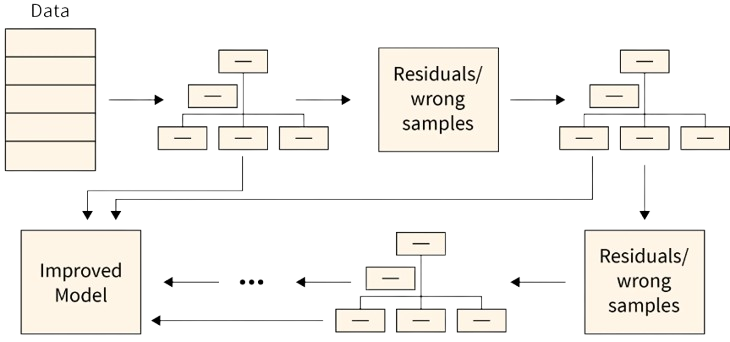 Data
Residuals/
wrong
samples
Improved
Model
Residuals/
wrong
samples